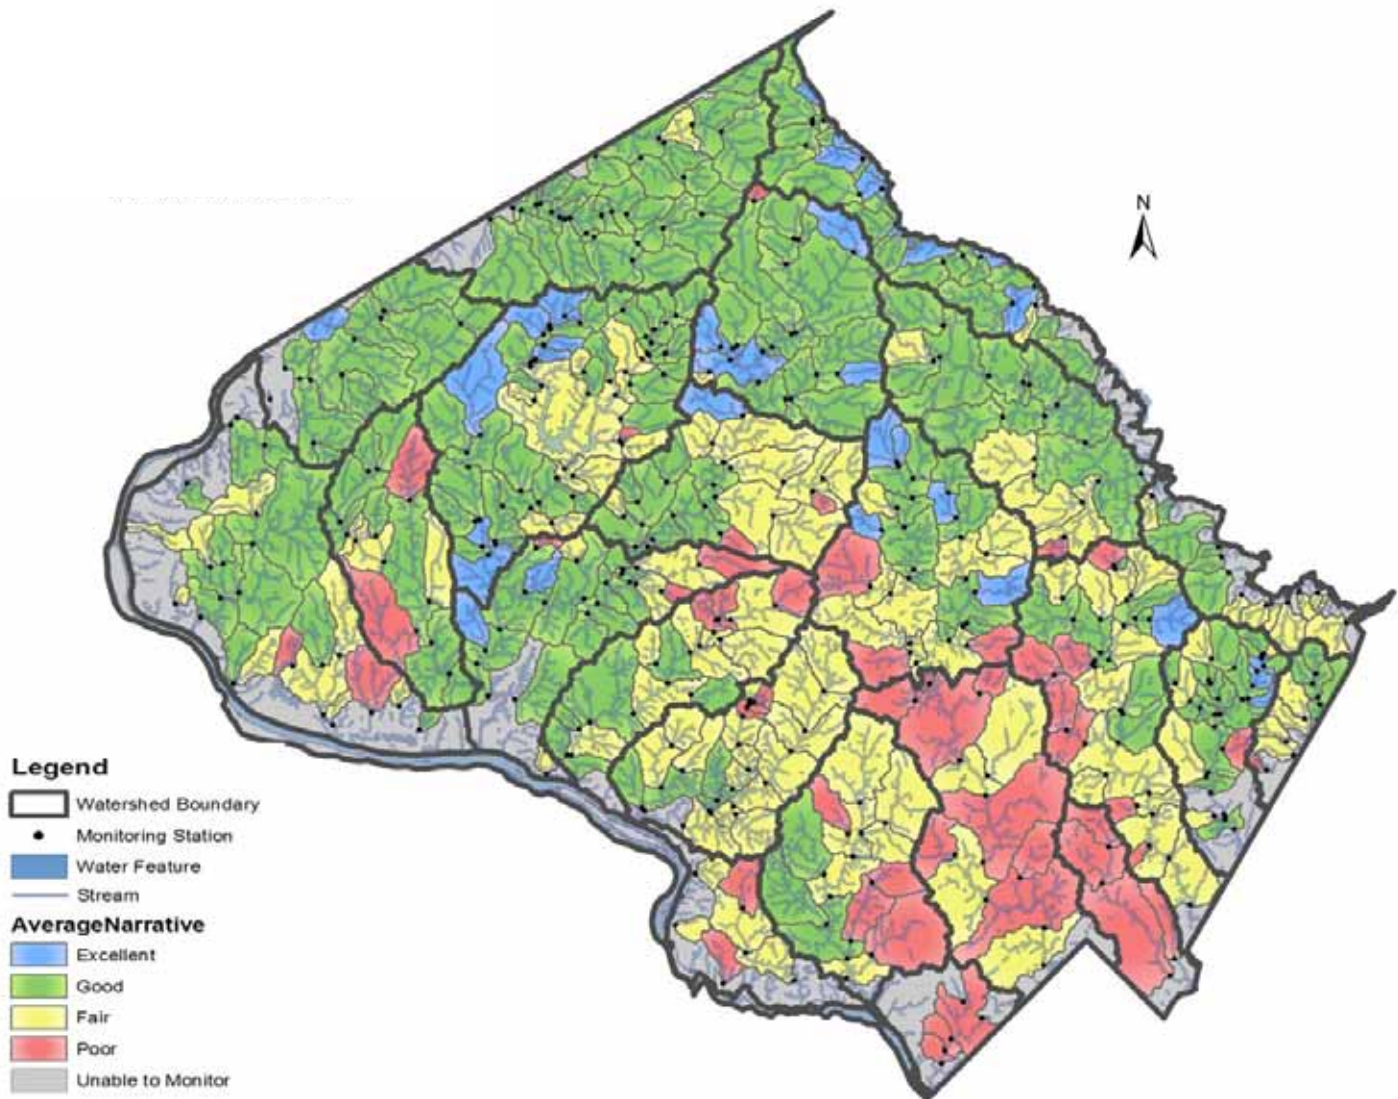 N
Legend
Watershed Boundary
Monitoring Station
Water Feature
Stream
AverageNarrative
Excellent
Good
Fair
Poor
Unable to Monitor